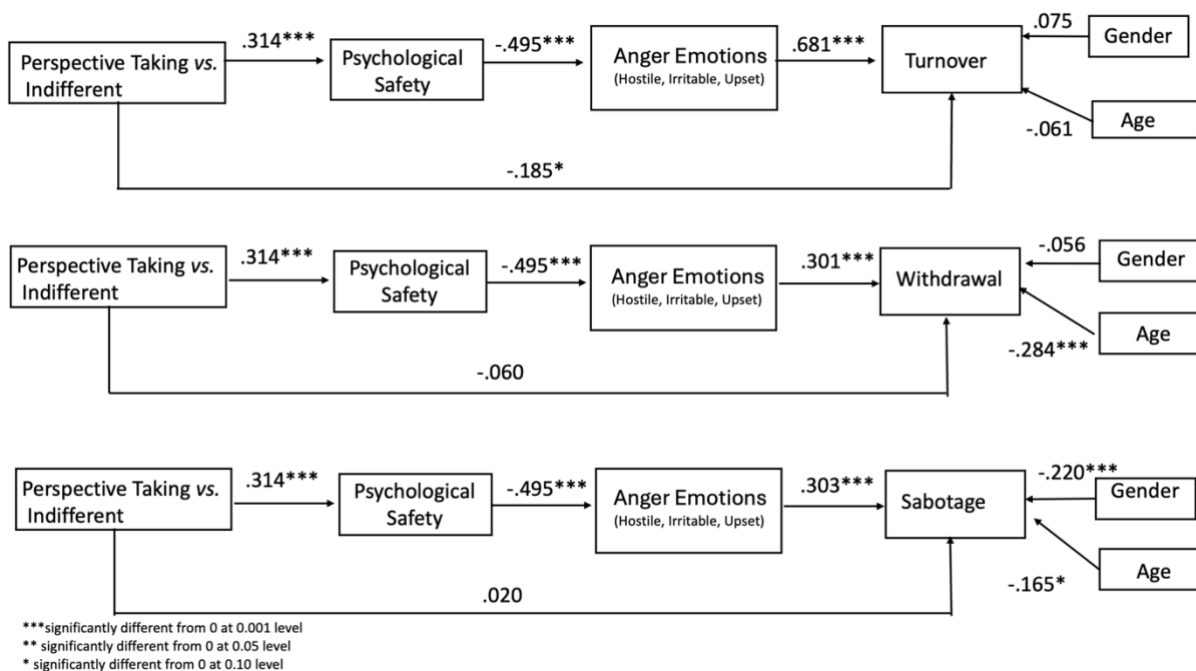 .314***
-.495***
.681***
.075
Gender
Perspective Taking vs.
Indifferent
Psychological
Safety
Anger Emotions
(Hostile, Irritable, Upset)
Turnover
Age
-.061
-.185*
.314***
-.495***
.301***
-.056
Gender
Perspective Taking vs.
Indifferent
Psychological
Safety
Anger Emotions
(Hostile, Irritable, Upset)
Withdrawal
Age
-.284***
-.060
.314***
-.495***
.303***
-.220***
Gender
Perspective Taking vs.
Indifferent
Psychological
Safety
Anger Emotions
(Hostile, Irritable, Upset)
Sabotage
Age
-.165*
.020
***significantly different from 0 at 0.001 level
** significantly different from 0 at 0.05 level
* significantly different from 0 at 0.10 level